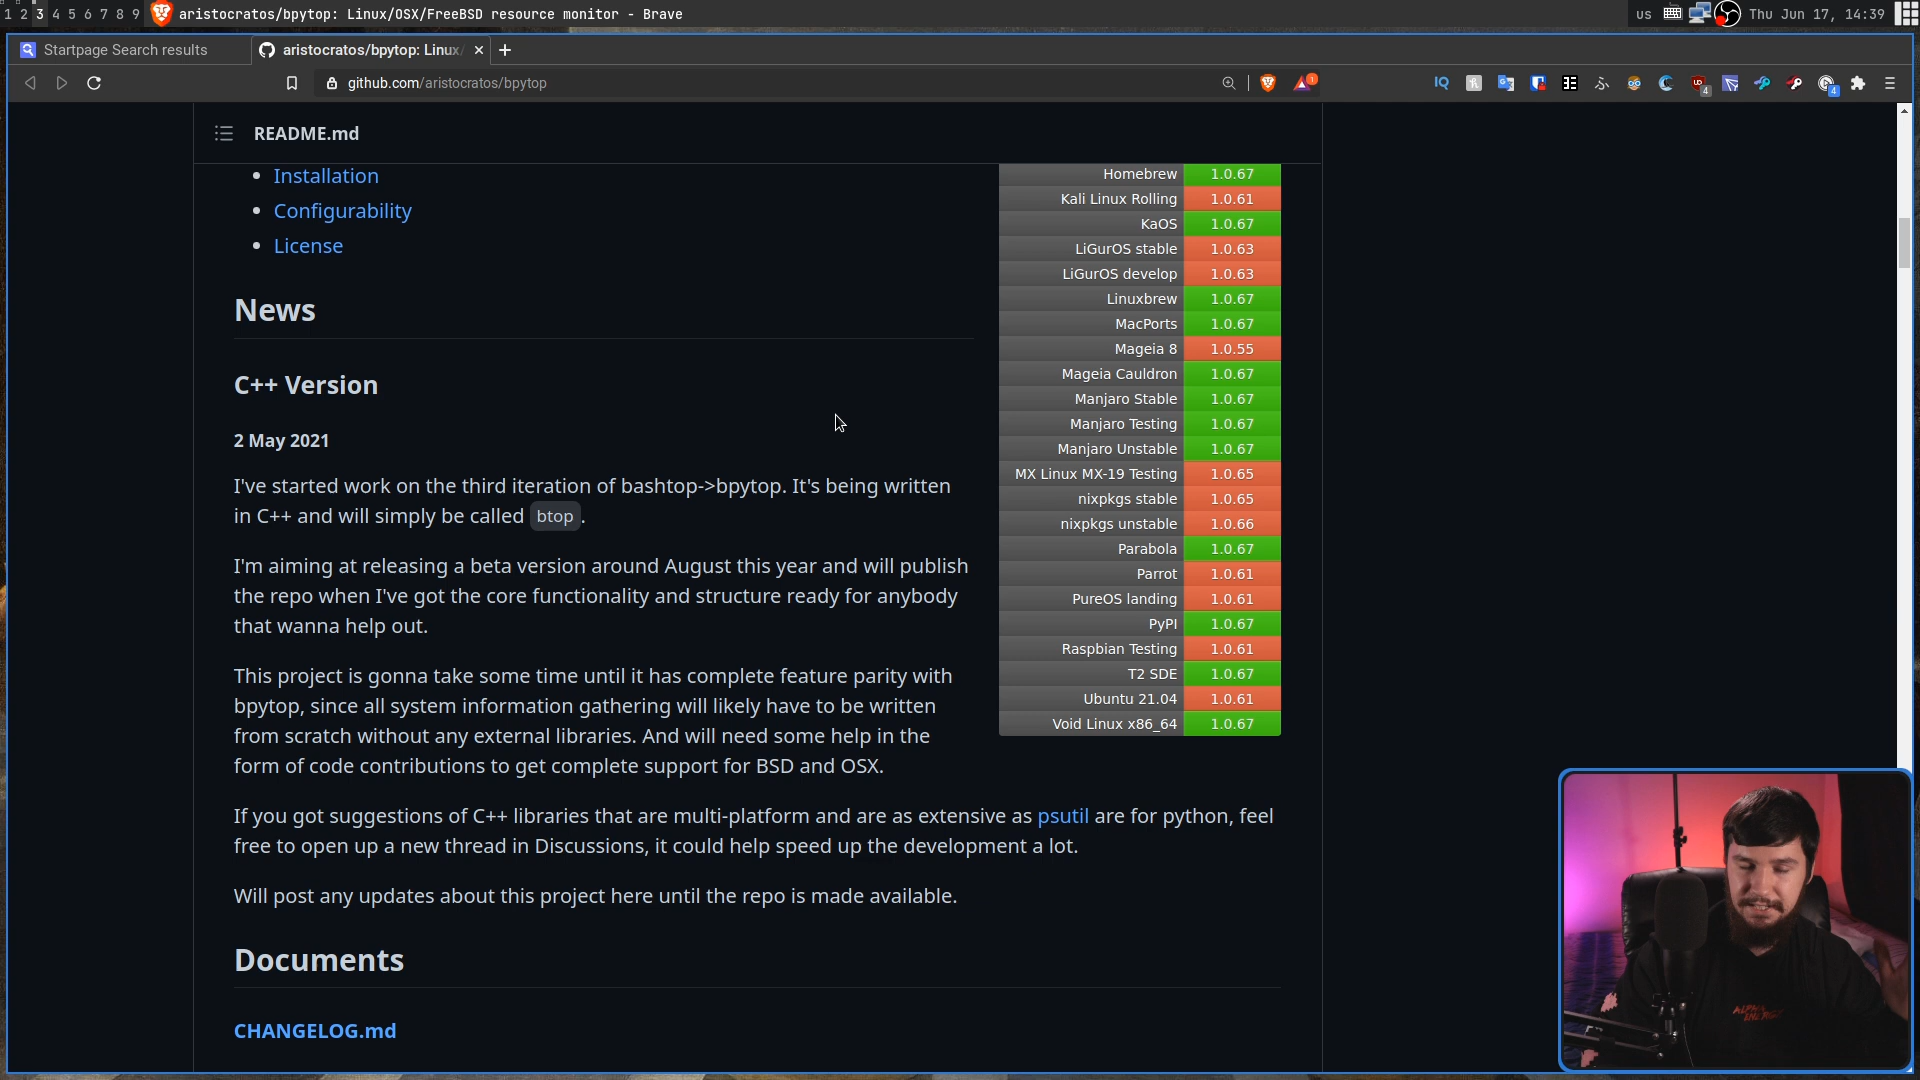 1 2 3 4 5 6 7 8 9 aristocratos/bpytop: Linux/OSX/FreeBSD resource monitor - Brave
us Thu Jun 17, 14:39
Startpage Search results
aristocratos/bpytop: Linux/
github.com/aristocratos/bpytop
README.md
Installation
Configurability
License
News
C++ Version
2 May 2021
I've started work on the third iteration of bashtop->bpytop. It's being written
in C++ and will simply be called btop.
I'm aiming at releasing a beta version around August this year and will publish
the repo when I've got the core functionality and structure ready for anybody
that wanna help out.
This project is gonna take some time until it has complete feature parity with
bpytop, since all system information gathering will likely have to be written
from scratch without any external libraries. And will need some help in the
form of code contributions to get complete support for BSD and OSX.
If you got suggestions of C++ libraries that are multi-platform and are as extensive as psutil are for python, feel
free to open up a new thread in Discussions, it could help speed up the development a lot.
Will post any updates about this project here until the repo is made available.
Documents
CHANGELOG.md
Homebrew 1.0.67
Kali Linux Rolling 1.0.61
KaOS 1.0.67
LiGurOS stable 1.0.63
LiGurOS develop 1.0.63
Linuxbrew 1.0.67
MacPorts 1.0.67
Mageia 8 1.0.55
Mageia Cauldron 1.0.67
Manjaro Stable 1.0.67
Manjaro Testing 1.0.67
Manjaro Unstable 1.0.67
MX Linux MX-19 Testing 1.0.65
nixpkgs stable 1.0.65
nixpkgs unstable 1.0.66
Parabola 1.0.67
Parrot 1.0.61
PureOS landing 1.0.61
PyPI 1.0.67
Raspbian Testing 1.0.61
T2 SDE 1.0.67
Ubuntu 21.04 1.0.61
Void Linux x86_64 1.0.67